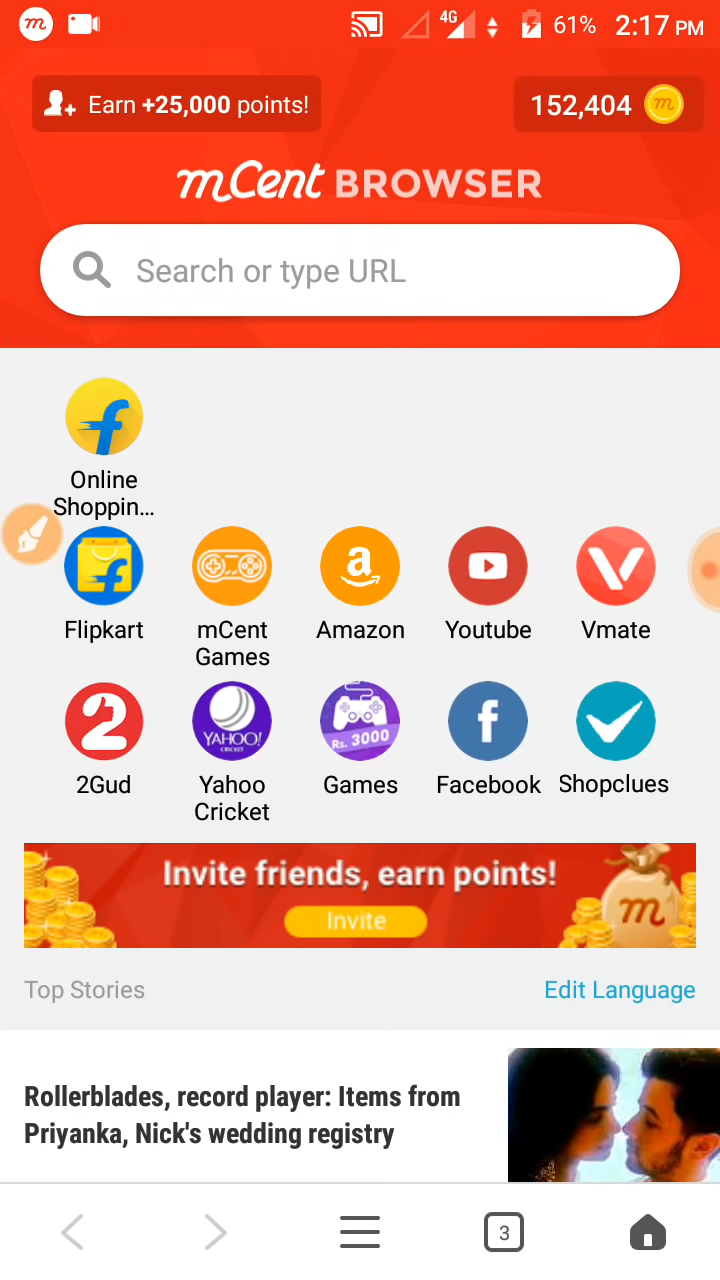 m
4G
61%
2:17 PM
Earn +25,000 points!
152,404
m
mCent BROWSER
Search or type URL
f
Online
Shoppin...
f
a
Flipkart
mCent
Games
Amazon
Youtube
Vmate
2
YAHOO!
CRICKET
Rs. 3000
f
2Gud
Yahoo
Cricket
Games
Facebook
Shopclues
Invite friends, earn points!
Invite
m
Top Stories
Edit Language
Rollerblades, record player: Items from
Priyanka, Nick's wedding registry
3